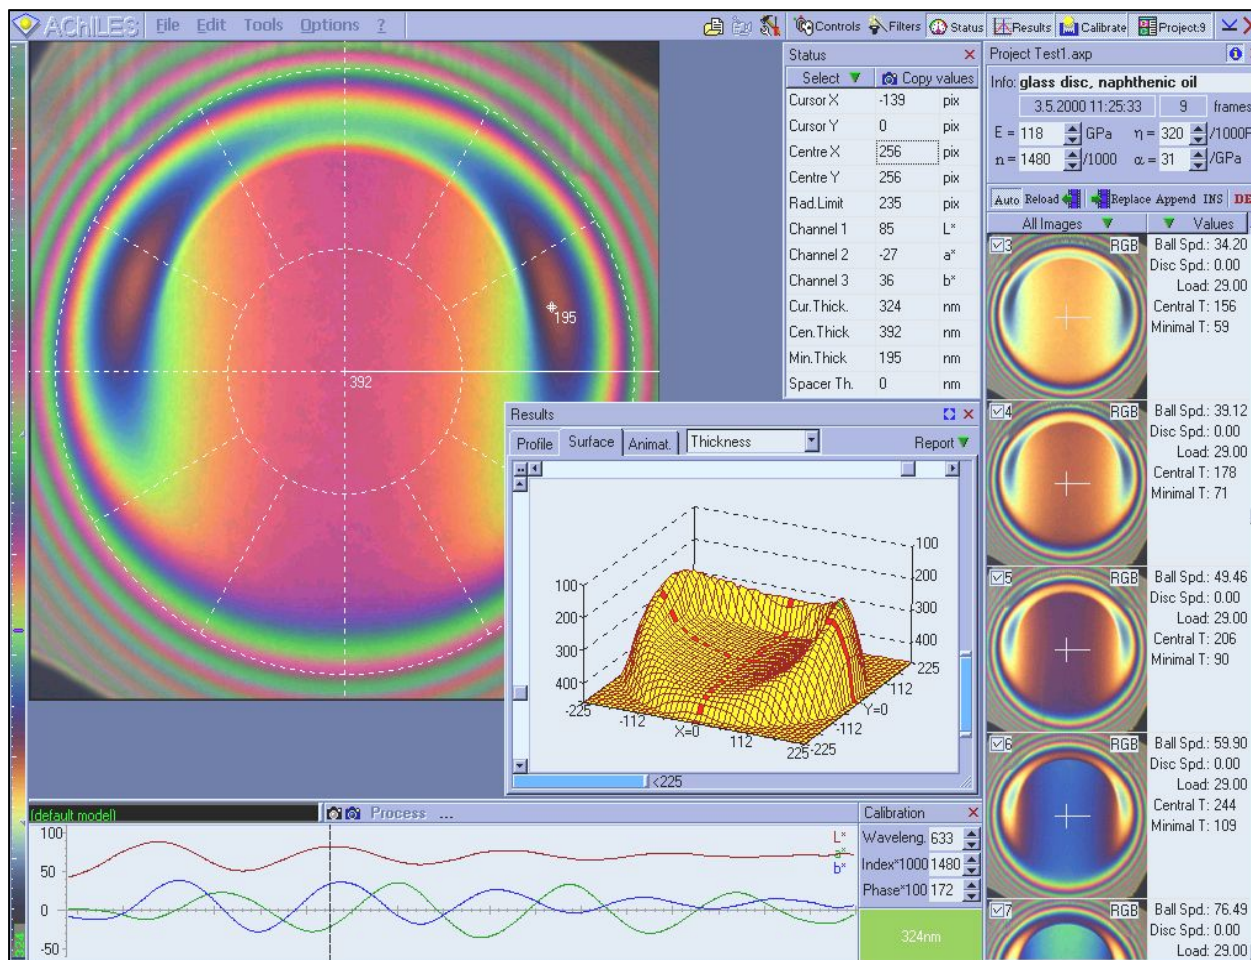 AChILES File Edit Tools Options ? Controls Filters Status Results Calibrate Project:9
195
392
Status
Select Copy values
Cursor X -139 pix
Cursor Y 0 pix
Centre X 256 pix
Centre Y 256 pix
Rad.Limit 235 pix
Channel 1 85 L*
Channel 2 -27 a*
Channel 3 36 b*
Cur.Thick. 324 nm
Cen.Thick 392 nm
Min.Thick 195 nm
Spacer Th. 0 nm
Project Test1.axp
Info: glass disc, naphthenic oil
3.5.2000 11:25:33 9 frames
E = 118 GPa η = 320 /1000P
n = 1480 /1000 α = 31 /GPa
Auto Reload Replace Append INS DE
All Images Values
3 RGB Ball Spd.: 34.20
Disc Spd.: 0.00
Load: 29.00
Central T: 156
Minimal T: 59
4 RGB Ball Spd.: 39.12
Disc Spd.: 0.00
Load: 29.00
Central T: 178
Minimal T: 71
5 RGB Ball Spd.: 49.46
Disc Spd.: 0.00
Load: 29.00
Central T: 206
Minimal T: 90
6 RGB Ball Spd.: 59.90
Disc Spd.: 0.00
Load: 29.00
Central T: 244
Minimal T: 109
7 RGB Ball Spd.: 76.49
Disc Spd.: 0.00
Load: 29.00
Results
Profile Surface Animat. Thickness Report
100
200
300
400
100
200
300
400
-225
-112
X=0
112
225
-225
-112
Y=0
112
225
<225
(default model) Process ...
100
50
0
-50
L*
a*
b*
Calibration
Waveleng. 633
Index*1000 1480
Phase*100 172
324nm
324